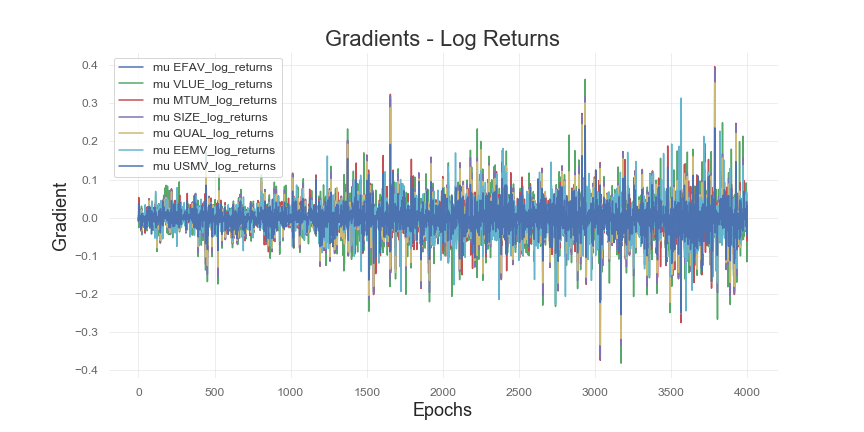 Gradients - Log Returns
mu EFAV_log_returns
mu VLUE_log_returns
mu MTUM_log_returns
mu SIZE_log_returns
mu QUAL_log_returns
mu EEMV_log_returns
mu USMV_log_returns
Gradient
0.4
0.3
0.2
0.1
0.0
−0.1
−0.2
−0.3
−0.4
0 500 1000 1500 2000 2500 3000 3500 4000
Epochs